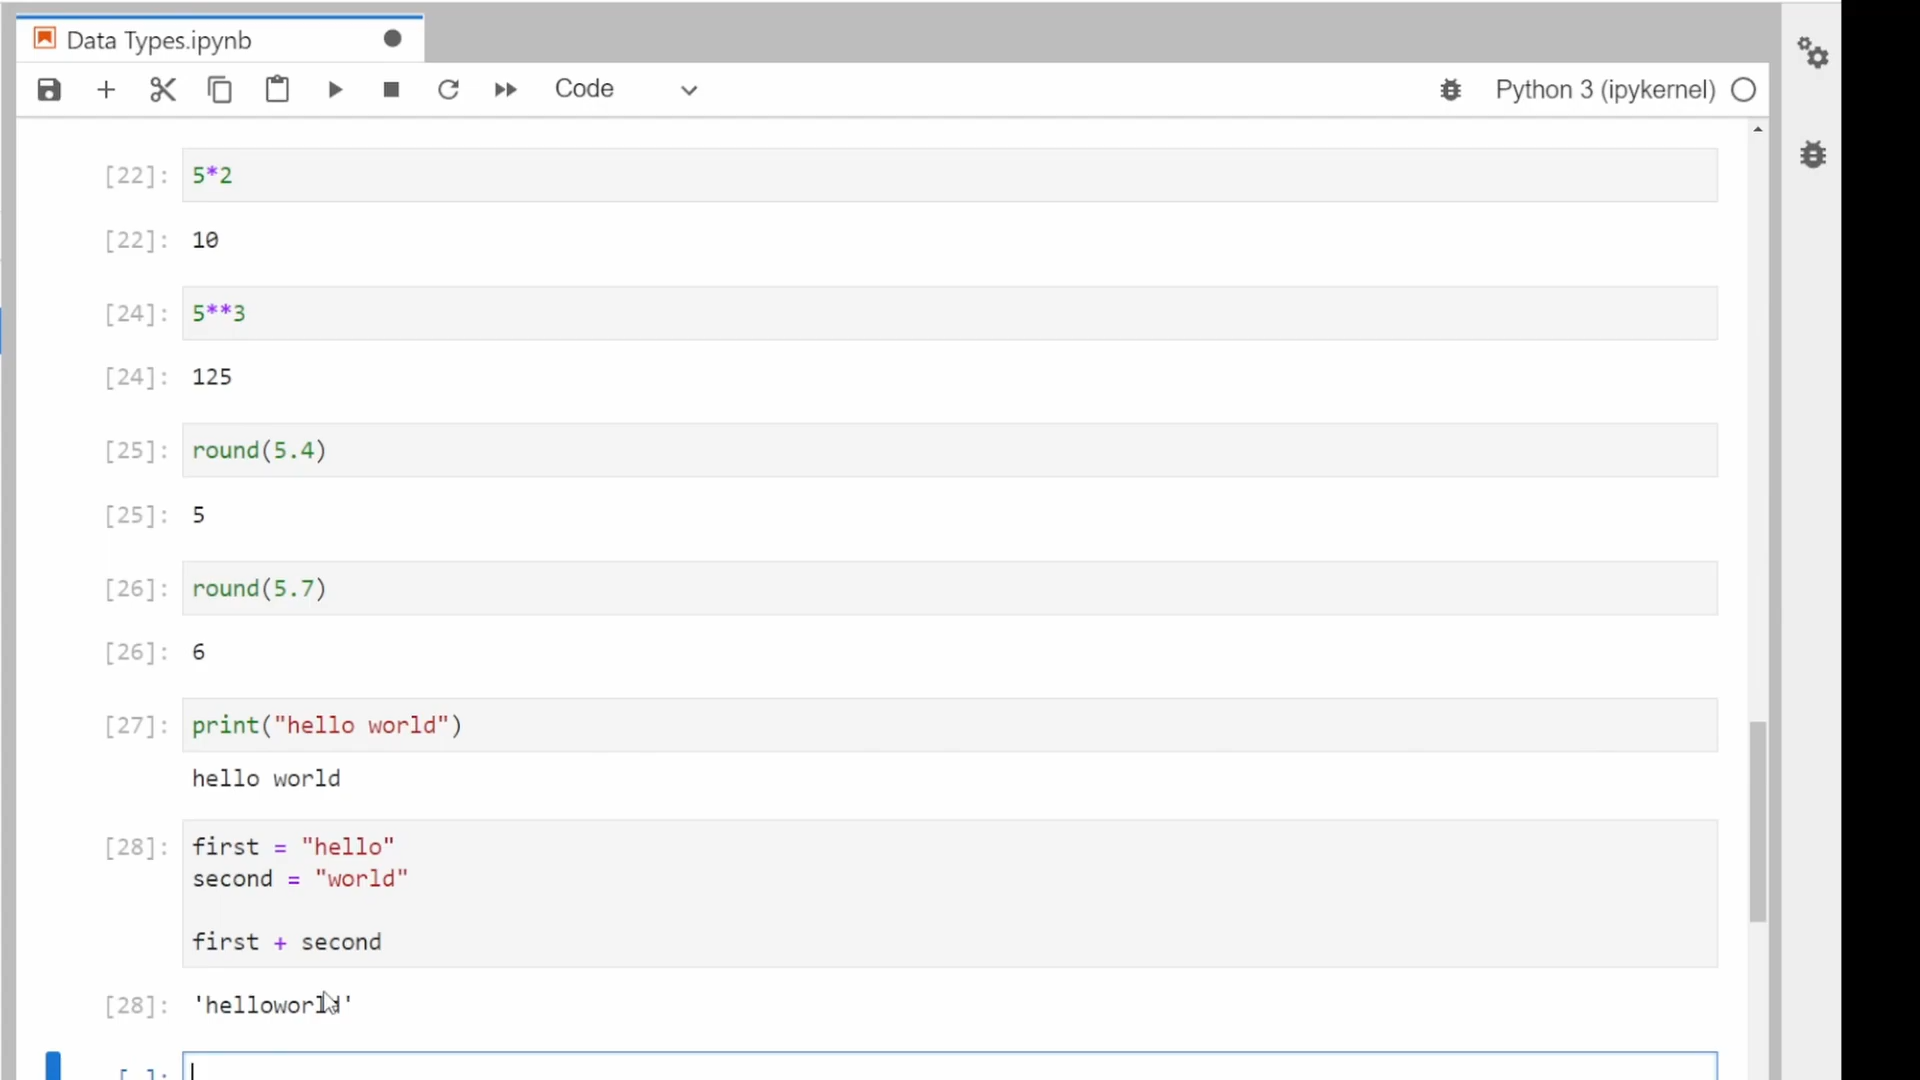 Data Types.ipynb
Code
Python 3 (ipykernel)
[22]: 5*2
[22]: 10
[24]: 5**3
[24]: 125
[25]: round(5.4)
[25]: 5
[26]: round(5.7)
[26]: 6
[27]: print("hello world")
hello world
[28]: first = "hello"
second = "world"
first + second
[28]: 'helloworld'
[ ]: